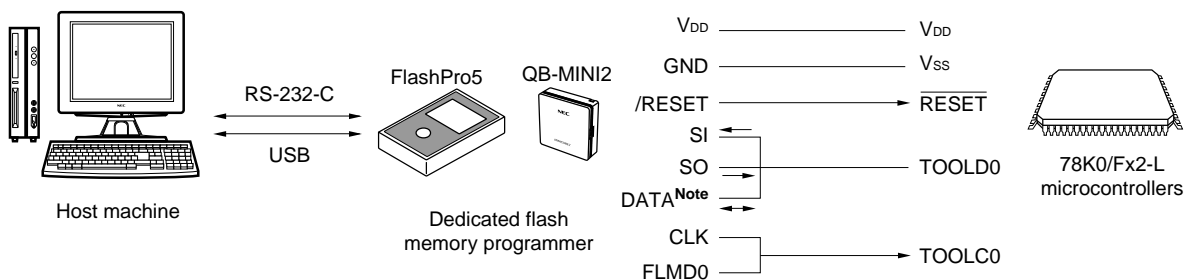 RS-232-C
USB
Host machine
FlashPro5
QB-MINI2
NEC
Dedicated flash
memory programmer
VDD
GND
/RESET
SI
SO
DATANote
CLK
FLMD0
VDD
VSS
RESET
TOOLD0
TOOLC0
78K0/Fx2-L
microcontrollers